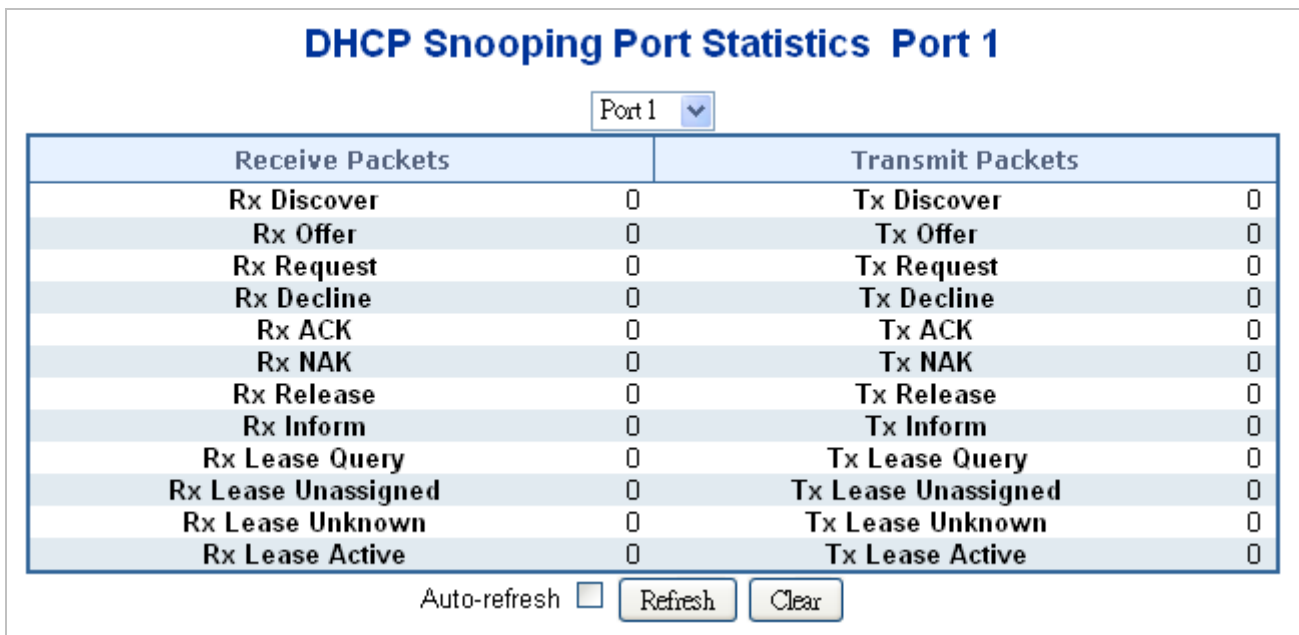 DHCP Snooping Port Statistics Port 1
Port 1
Receive Packets Transmit Packets
Rx Discover 0 Tx Discover 0
Rx Offer 0 Tx Offer 0
Rx Request 0 Tx Request 0
Rx Decline 0 Tx Decline 0
Rx ACK 0 Tx ACK 0
Rx NAK 0 Tx NAK 0
Rx Release 0 Tx Release 0
Rx Inform 0 Tx Inform 0
Rx Lease Query 0 Tx Lease Query 0
Rx Lease Unassigned 0 Tx Lease Unassigned 0
Rx Lease Unknown 0 Tx Lease Unknown 0
Rx Lease Active 0 Tx Lease Active 0
Auto-refresh Refresh Clear